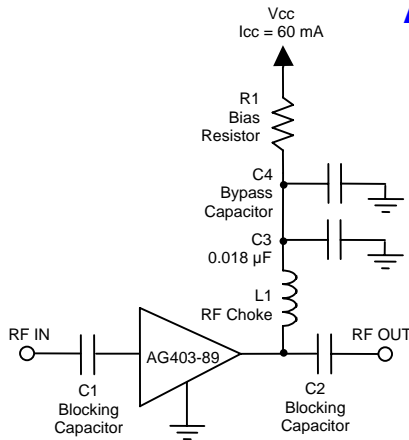 Vcc
Icc = 60 mA
R1
Bias
Resistor
C4
Bypass
Capacitor
C3
0.018 µF
L1
RF Choke
RF IN
AG403-89
RF OUT
C1
Blocking
Capacitor
C2
Blocking
Capacitor